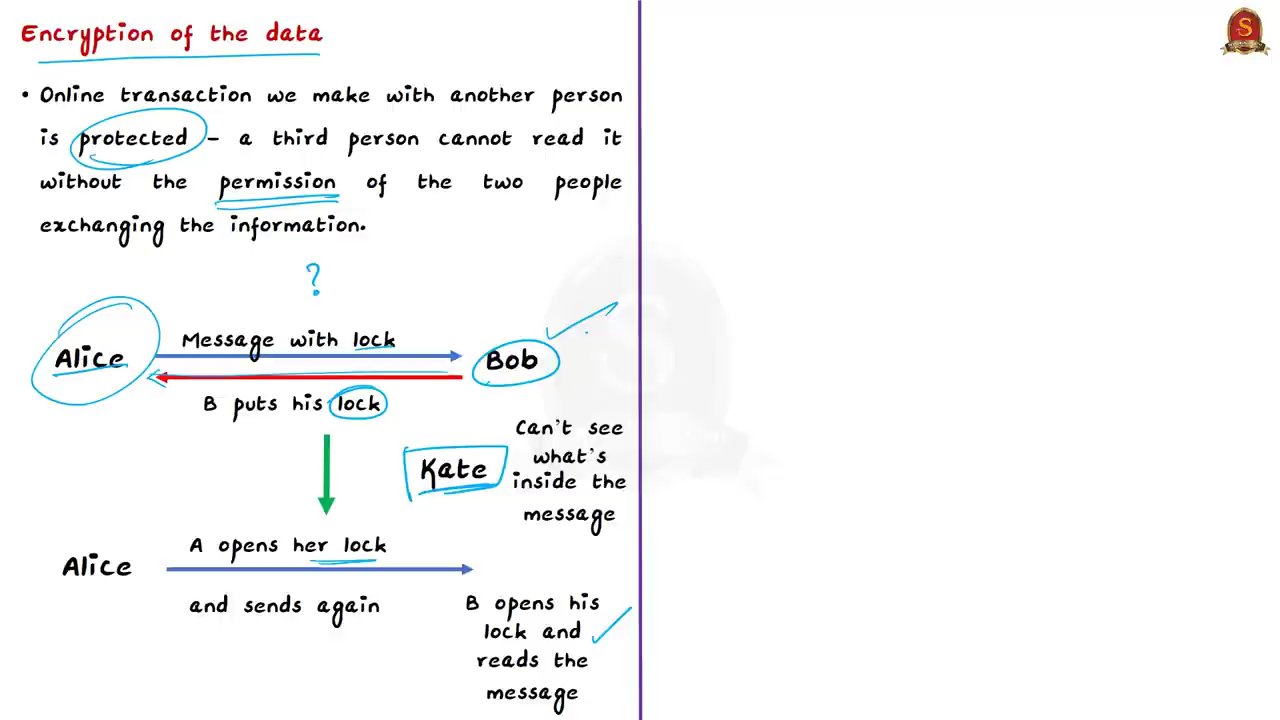 Encryption of the data
• Online transaction we make with another person
is protected - a third person cannot read it
without the permission of the two people
exchanging the information.
?
Message with lock
Alice
Bob
B puts his lock
Can't see
what's
Kate
inside the
message
A opens her lock
Alice
and sends again
B opens his
lock and
reads the
message
S